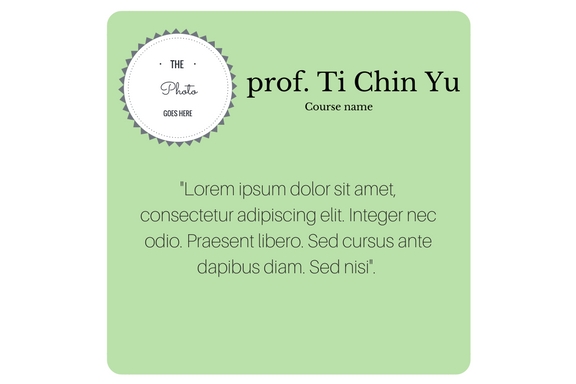 · THE ·
Photo
GOES HERE
prof. Ti Chin Yu
Course name
"Lorem ipsum dolor sit amet,
consectetur adipiscing elit. Integer nec
odio. Praesent libero. Sed cursus ante
dapibus diam. Sed nisi".